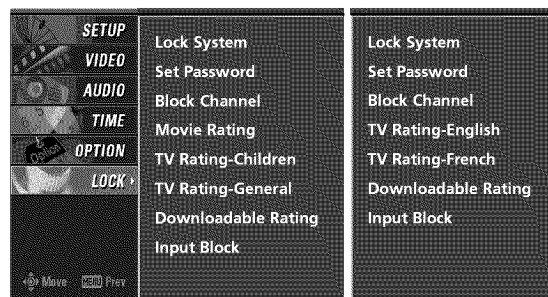 SETUP
VIDEO
AUDIO
TIME
OPTION
Option
LOCK
Move MENU Prev
Lock System
Set Password
Block Channel
Movie Rating
TV Rating-Children
TV Rating-General
Downloadable Rating
Input Block
Lock System
Set Password
Block Channel
TV Rating-English
TV Rating-French
Downloadable Rating
Input Block